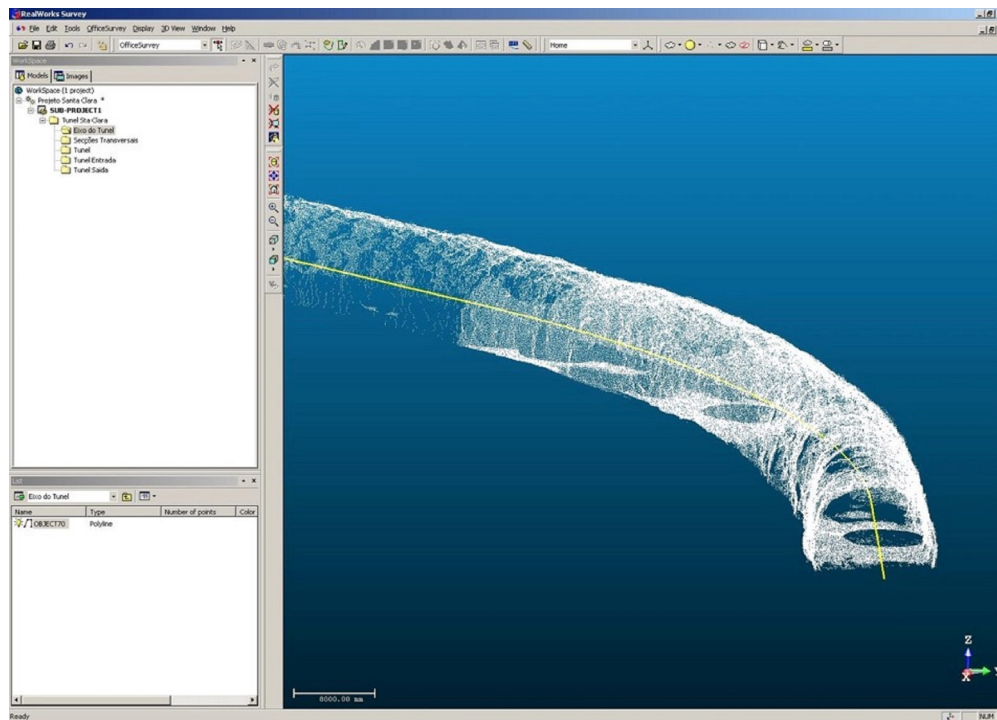 RealWorks Survey
File Edit Tools OfficeSurvey Display 3D View Window Help
OfficeSurvey Home
WorkSpace
Models Images
WorkSpace (1 project)
Projeto Santa Clara *
SUB-PROJECT1
Tunel Sta Clara
Eixo do Tunel
Secções Transversais
Tunel
Tunel Entrada
Tunel Saida
List
Eixo do Tunel
Name Type Number of points Color
OBJECT70 Polyline
Z
X Y
8000.00 mm
Ready NUM